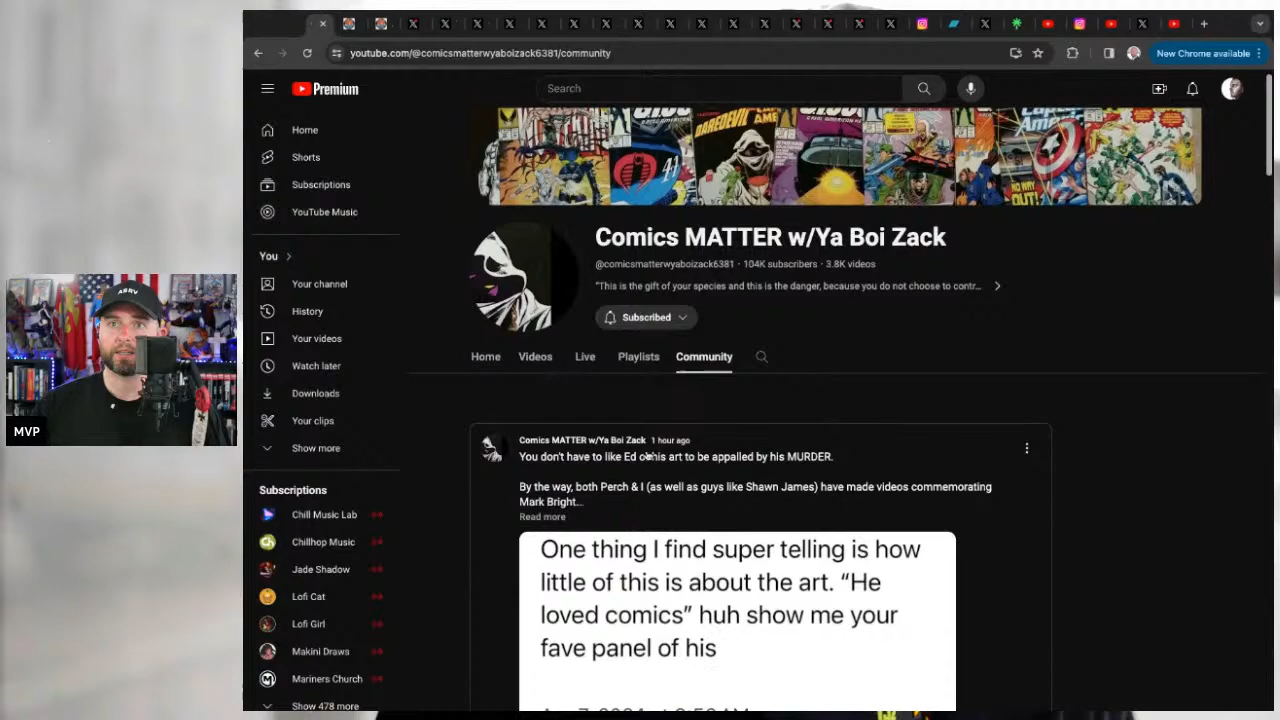 youtube.com/@comicsmatterwyaboizack6381/community
New Chrome available
Premium
Search
Home
Shorts
Subscriptions
YouTube Music
You
Your channel
History
Your videos
Watch later
Downloads
Your clips
Show more
Subscriptions
Chill Music Lab
Chillhop Music
Jade Shadow
Lofi Cat
Lofi Girl
Makini Draws
Mariners Church
Show 478 more
MVP
DAREDEVIL
41
NO WAY OUT!
Comics MATTER w/Ya Boi Zack
@comicsmatterwyaboizack6381 · 104K subscribers · 3.8K videos
"This is the gift of your species and this is the danger, because you do not choose to contr...
Subscribed
Home Videos Live Playlists Community
Comics MATTER w/Ya Boi Zack 1 hour ago
You don't have to like Ed or his art to be appalled by his MURDER.
By the way, both Perch & I (as well as guys like Shawn James) have made videos commemorating
Mark Bright...
Read more
One thing I find super telling is how
little of this is about the art. “He
loved comics” huh show me your
fave panel of his